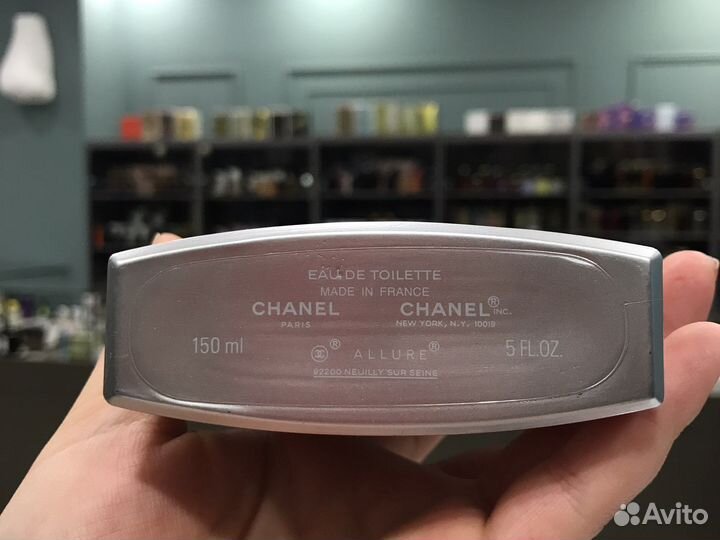 EAU DE TOILETTE
MADE IN FRANCE
CHANEL CHANEL® INC.
PARIS NEW YORK, N.Y. 10019
150 ml ® ALLURE® 5 FL.OZ.
92200 NEUILLY SUR SEINE
Avito